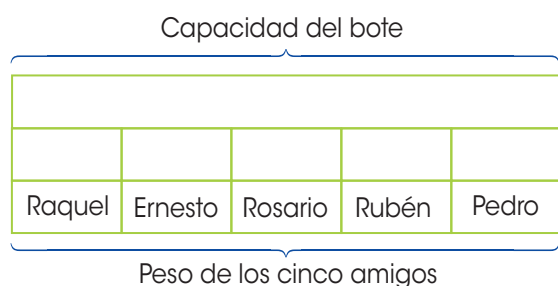 Capacidad del bote
Raquel Ernesto Rosario Rubén Pedro
Peso de los cinco amigos